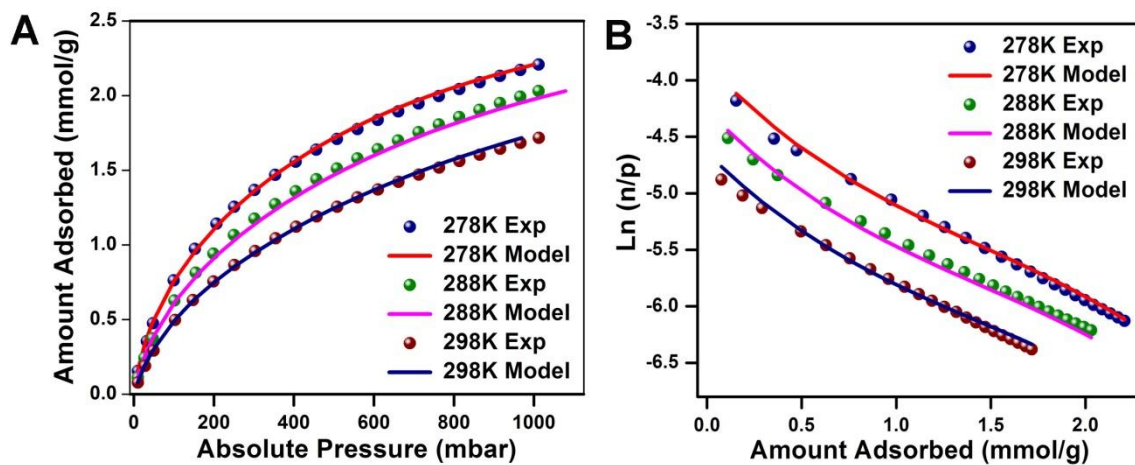 A
Amount Adsorbed (mmol/g)
2.5
2.0
1.5
1.0
0.5
0.0
278K Exp
278K Model
288K Exp
288K Model
298K Exp
298K Model
0
200
400
600
800
1000
Absolute Pressure (mbar)
B
Ln (n/p)
-3.5
-4.0
-4.5
-5.0
-5.5
-6.0
-6.5
278K Exp
278K Model
288K Exp
288K Model
298K Exp
298K Model
0.0
0.5
1.0
1.5
2.0
Amount Adsorbed (mmol/g)